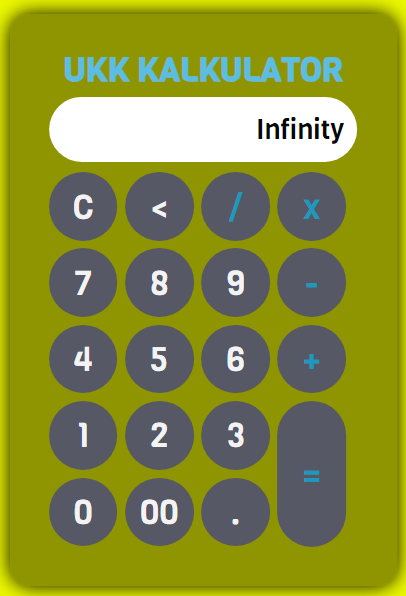 UKK KALKULATOR
Infinity
C < / x
7 8 9 -
4 5 6 +
1 2 3
=
0 00 .